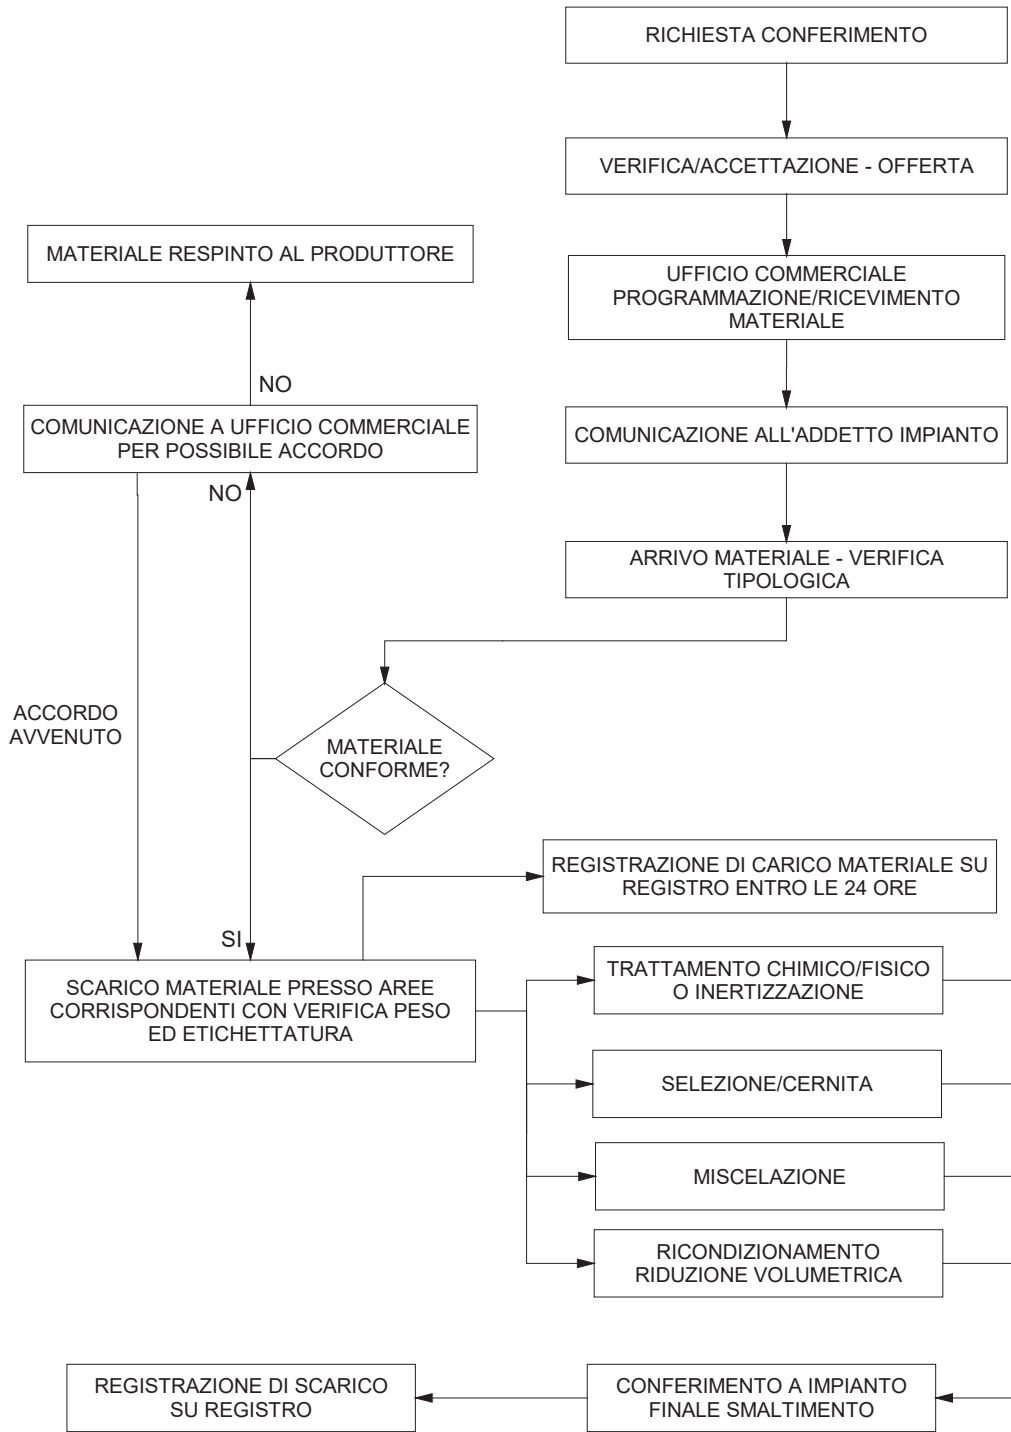 RICHIESTA CONFERIMENTO
VERIFICA/ACCETTAZIONE - OFFERTA
MATERIALE RESPINTO AL PRODUTTORE
UFFICIO COMMERCIALE
PROGRAMMAZIONE/RICEVIMENTO
MATERIALE
NO
COMUNICAZIONE A UFFICIO COMMERCIALE
PER POSSIBILE ACCORDO
COMUNICAZIONE ALL'ADDETTO IMPIANTO
NO
ARRIVO MATERIALE - VERIFICA
TIPOLOGICA
ACCORDO
AVVENUTO
MATERIALE
CONFORME?
REGISTRAZIONE DI CARICO MATERIALE SU
REGISTRO ENTRO LE 24 ORE
SI
SCARICO MATERIALE PRESSO AREE
CORRISPONDENTI CON VERIFICA PESO
ED ETICHETTATURA
TRATTAMENTO CHIMICO/FISICO
O INERTIZZAZIONE
SELEZIONE/CERNITA
MISCELAZIONE
RICONDIZIONAMENTO
RIDUZIONE VOLUMETRICA
REGISTRAZIONE DI SCARICO
SU REGISTRO
CONFERIMENTO A IMPIANTO
FINALE SMALTIMENTO